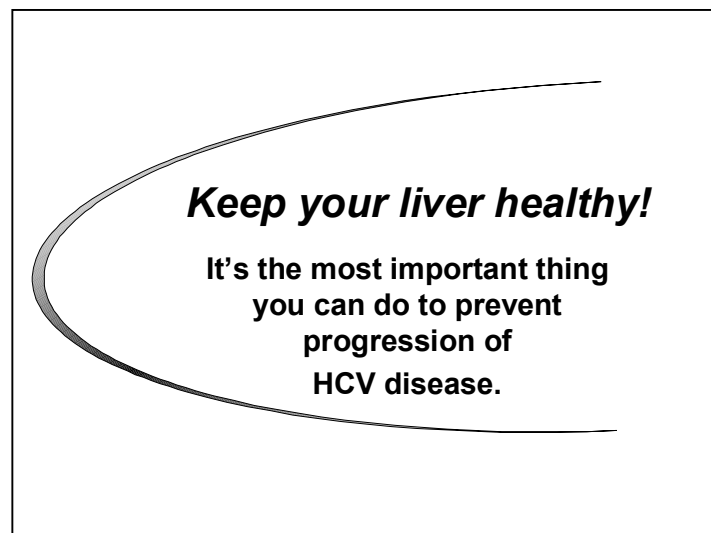 Keep your liver healthy!
It’s the most important thing
you can do to prevent
progression of
HCV disease.